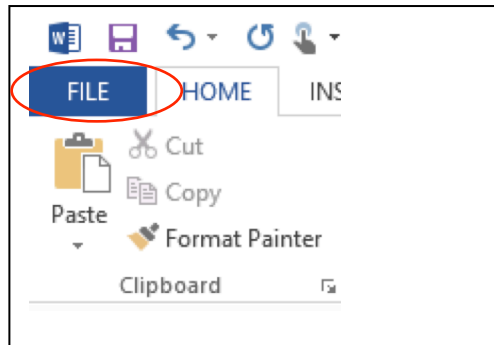 W
FILE HOME INS
Cut
Copy
Paste
Format Painter
Clipboard